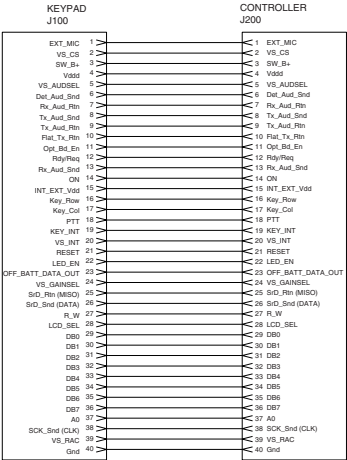 KEYPAD CONTROLLER
J100 J200
EXT_MIC 1 1 EXT_MIC
VS_CS 2 2 VS_CS
SW_B+ 3 3 SW_B+
Vddd 4 4 Vddd
VS_AUDSEL 5 5 VS_AUDSEL
Det_Aud_Snd 6 6 Det_Aud_Snd
Rx_Aud_Rtn 7 7 Rx_Aud_Rtn
Tx_Aud_Snd 8 8 Tx_Aud_Snd
Tx_Aud_Rtn 9 9 Tx_Aud_Rtn
Flat_Tx_Rtn 10 10 Flat_Tx_Rtn
Opt_Bd_En 11 11 Opt_Bd_En
Rdy/Req 12 12 Rdy/Req
Rx_Aud_Snd 13 13 Rx_Aud_Snd
ON 14 14 ON
INT_EXT_Vdd 15 15 INT_EXT_Vdd
Key_Row 16 16 Key_Row
Key_Col 17 17 Key_Col
PTT 18 18 PTT
KEY_INT 19 19 KEY_INT
VS_INT 20 20 VS_INT
RESET 21 21 RESET
LED_EN 22 22 LED_EN
OFF_BATT_DATA_OUT 23 23 OFF_BATT_DATA_OUT
VS_GAINSEL 24 24 VS_GAINSEL
SrD_Rtn (MISO) 25 25 SrD_Rtn (MISO)
SrD_Snd (DATA) 26 26 SrD_Snd (DATA)
R_W 27 27 R_W
LCD_SEL 28 28 LCD_SEL
DB0 29 29 DB0
DB1 30 30 DB1
DB2 31 31 DB2
DB3 32 32 DB3
DB4 33 33 DB4
DB5 34 34 DB5
DB6 35 35 DB6
DB7 36 36 DB7
A0 37 37 A0
SCK_Snd (CLK) 38 38 SCK_Snd (CLK)
VS_RAC 39 39 VS_RAC
Gnd 40 40 Gnd